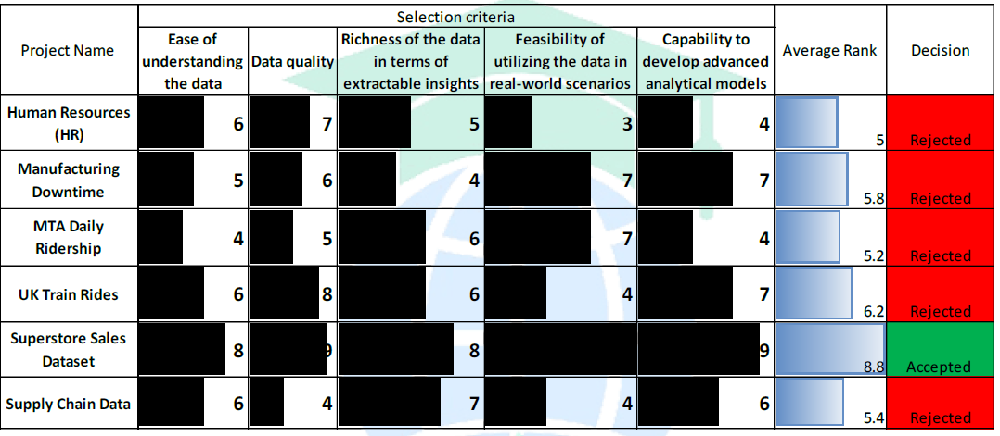 Selection criteria
Project Name
Ease of
understanding
the data
Data quality
Richness of the data
in terms of
extractable insights
Feasibility of
utilizing the data in
real-world scenarios
Capability to
develop advanced
analytical models
Average Rank
Decision
Human Resources
(HR)
6
7
5
3
4
5
Rejected
Manufacturing
Downtime
5
6
4
7
7
5.8
Rejected
MTA Daily
Ridership
4
5
6
7
4
5.2
Rejected
UK Train Rides
6
8
6
4
7
6.2
Rejected
Superstore Sales
Dataset
8
9
8
9
8.8
Accepted
Supply Chain Data
6
4
7
4
6
5.4
Rejected